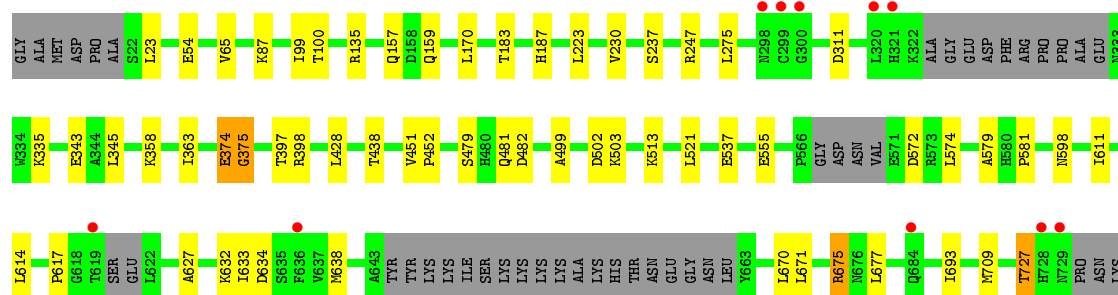 GLY ALA MET ASP PRO ALA S22 L23 E54 V65 K87 I99 T100 R135 Q157 D158 Q159 L170 T183 H187 L223 V230 S237 R247 L275 N298 C299 G300 D311 L320 H321 K322 ALA GLY GLU ASP PHE ARG PRO PRO ALA GLU N333
W334 K335 E343 A344 L345 K358 I363 E374 G375 T397 R398 L428 T438 V451 P452 S479 H480 Q481 D482 A499 D502 K503 K513 L521 E537 E555 P566 GLY ASP ASN VAL E571 D572 R573 L574 A579 H580 P581 N598 I611
L614 P617 G618 T619 SER GLU L622 A627 K632 I633 D634 S635 F636 V637 M638 A643 TYR TYR LYS LYS ILE SER LYS LYS LYS LYS ALA LYS HIS THR ASN GLU GLY ASN LEU Y663 L670 L671 R675 N676 L677 Q684 I693 M709 T727 H728 N729 PRO ASN